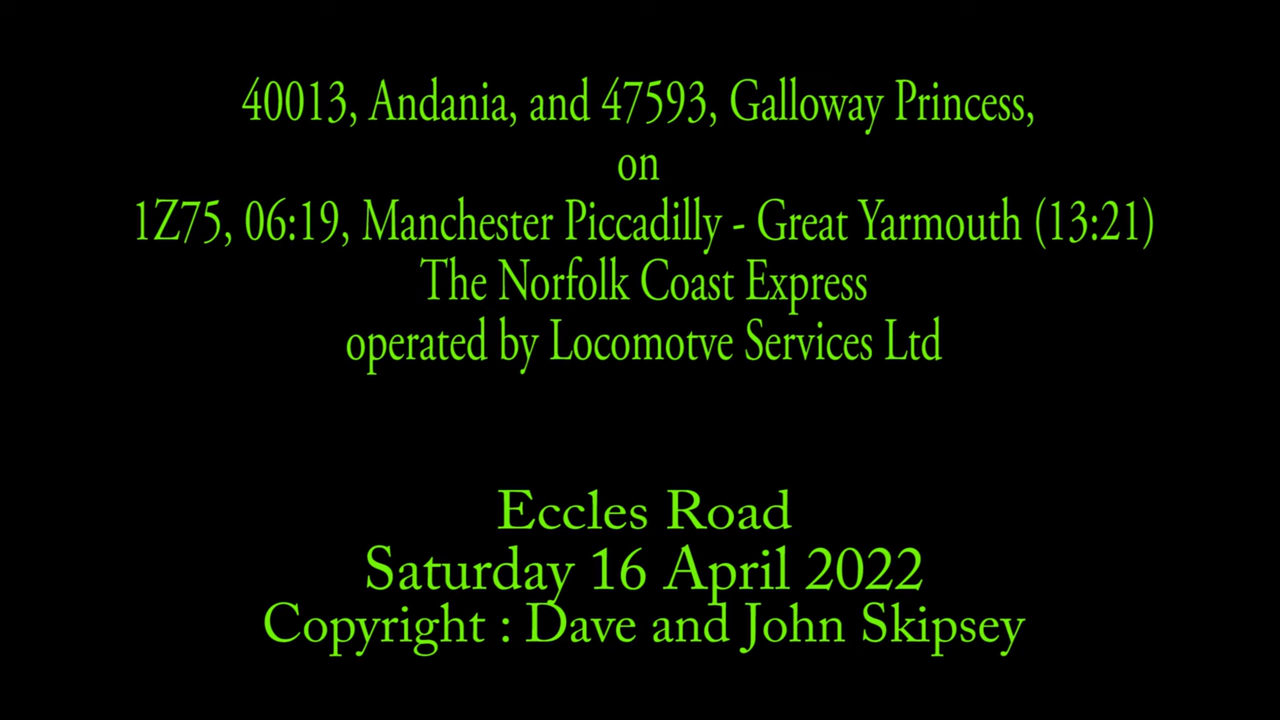 40013, Andania, and 47593, Galloway Princess,
on
1Z75, 06:19, Manchester Piccadilly - Great Yarmouth (13:21)
The Norfolk Coast Express
operated by Locomotve Services Ltd
Eccles Road
Saturday 16 April 2022
Copyright : Dave and John Skipsey